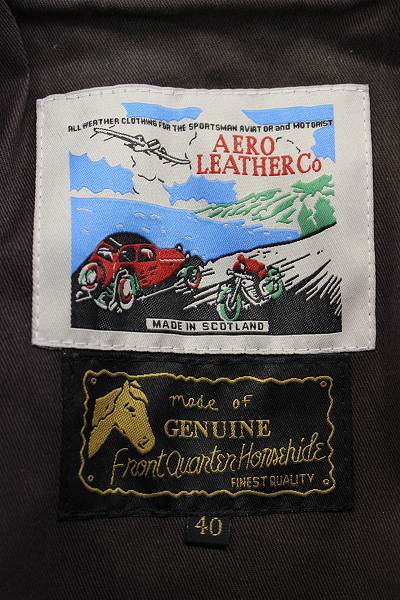 ALL WEATHER CLOTHING FOR THE SPORTSMAN AVIATOR and MOTORIST
AERO
LEATHER Co
MADE IN SCOTLAND
made of
GENUINE
Front Quarter Horsehide
FINEST QUALITY
40